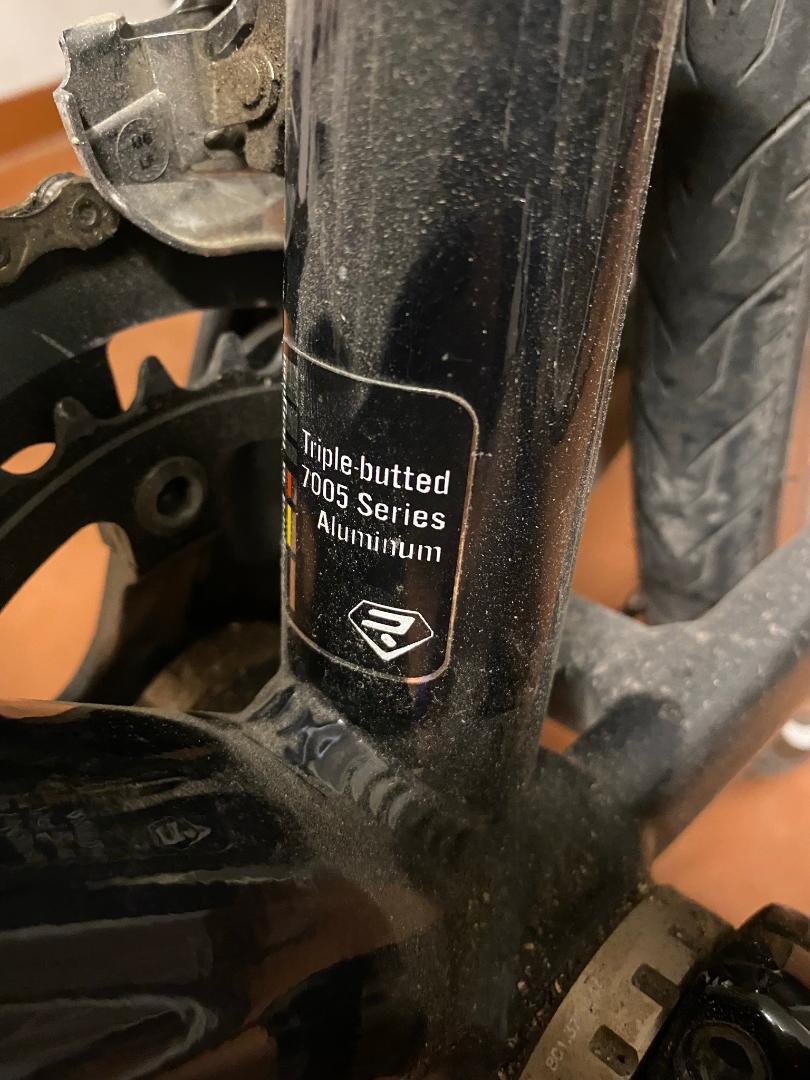 Triple-butted
7005 Series
Aluminum